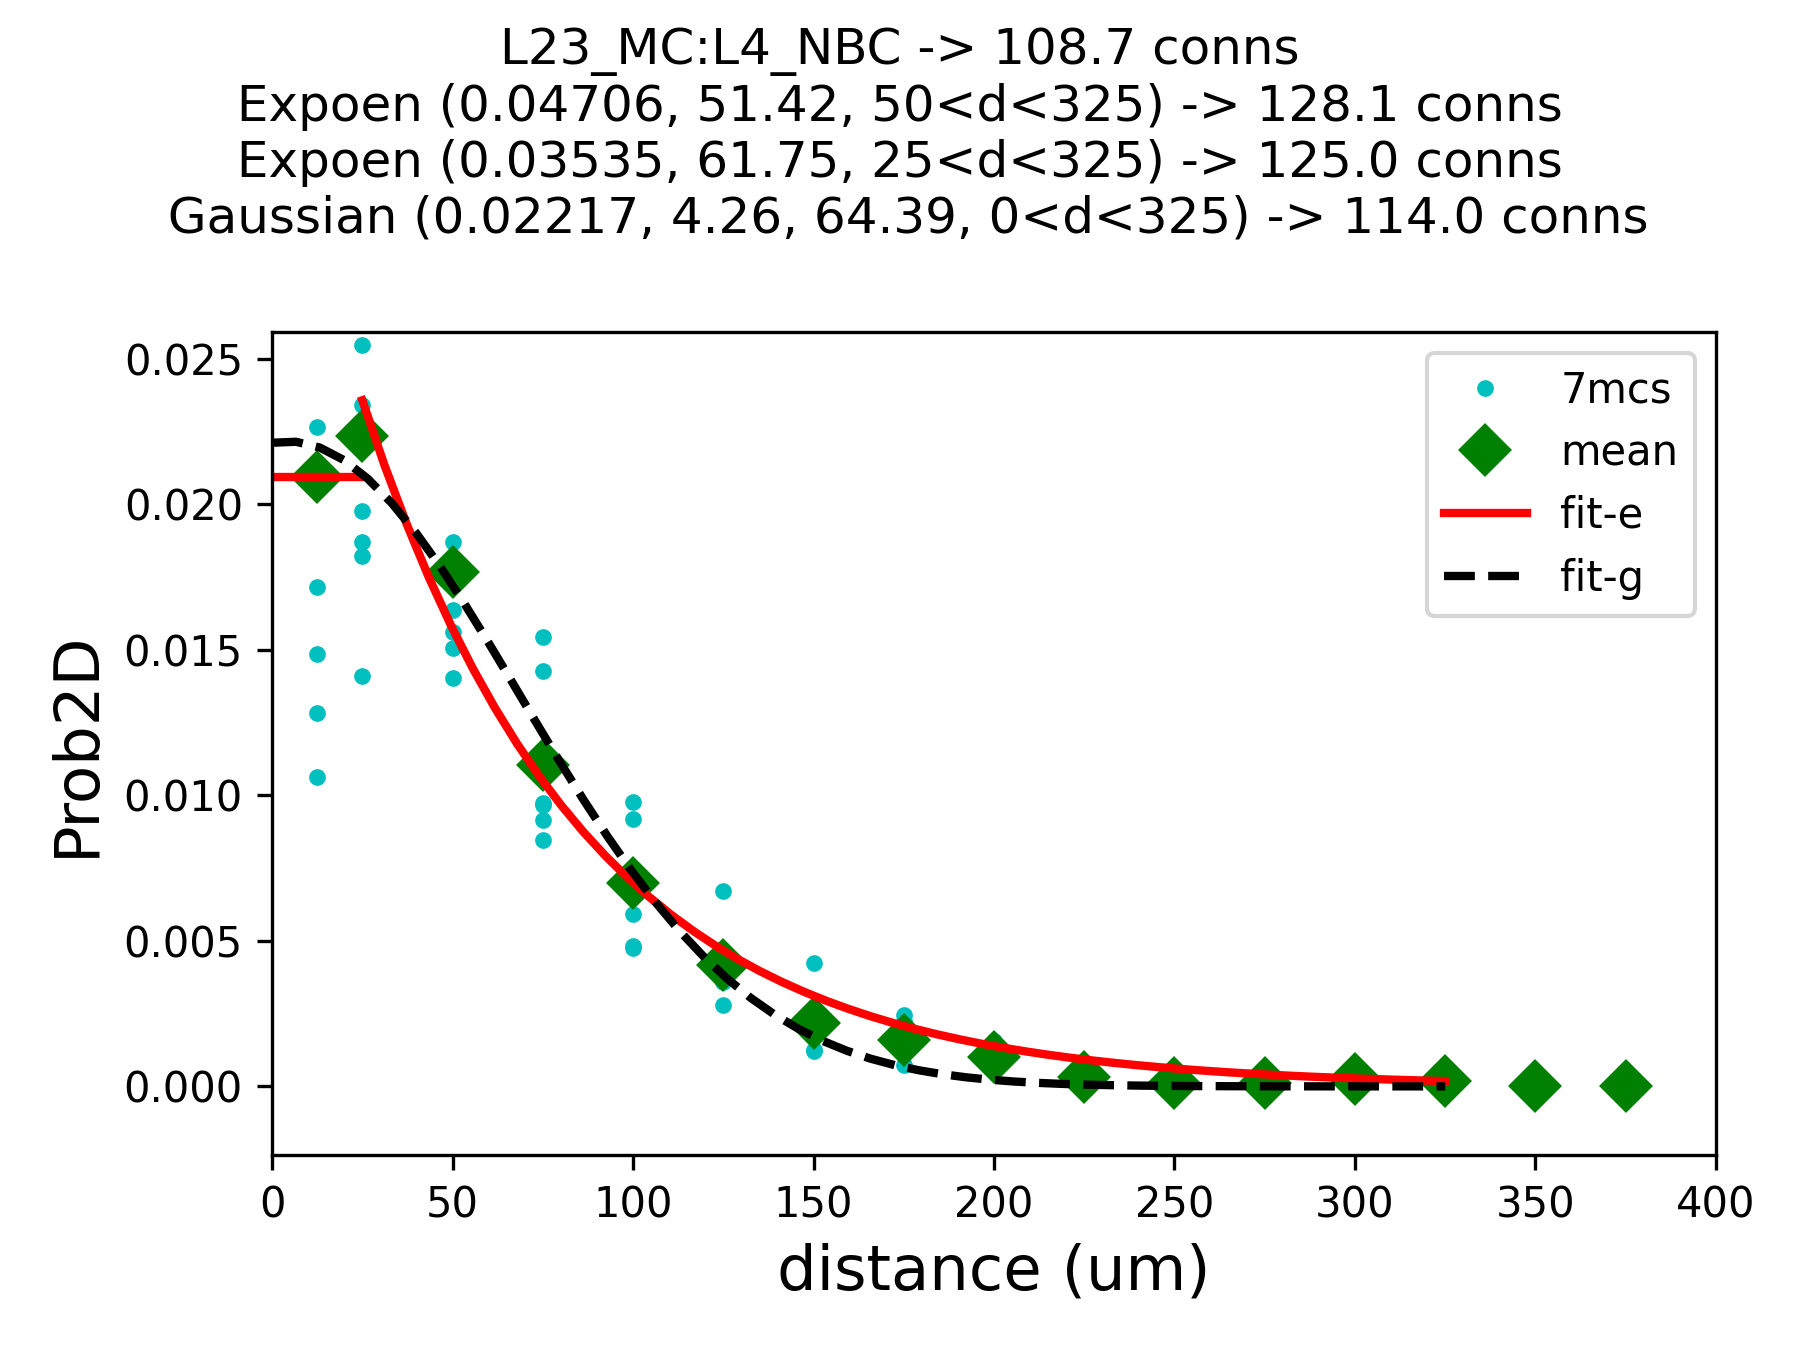 L23_MC:L4_NBC -> 108.7 conns
Expoen (0.04706, 51.42, 50<d<325) -> 128.1 conns
Expoen (0.03535, 61.75, 25<d<325) -> 125.0 conns
Gaussian (0.02217, 4.26, 64.39, 0<d<325) -> 114.0 conns
0.025
0.020
0.015
0.010
0.005
0.000
Prob2D
7mcs
mean
fit-e
fit-g
0 50 100 150 200 250 300 350 400
distance (um)